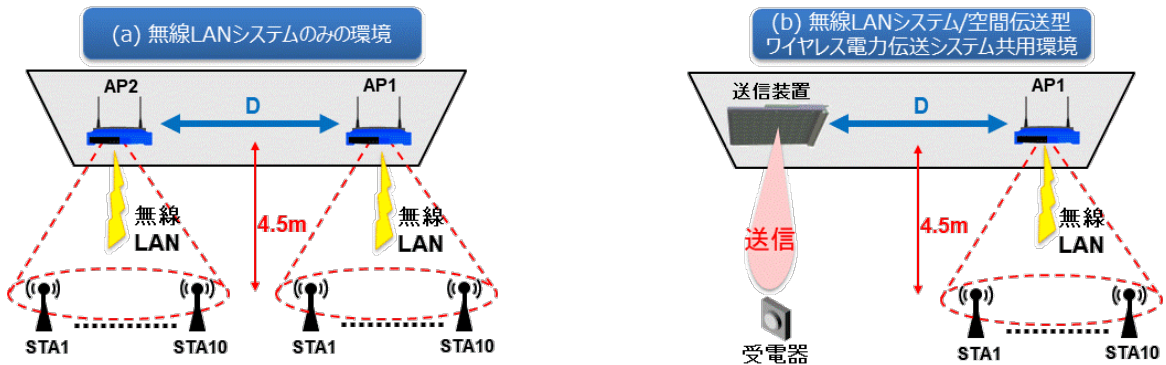 (a) 無線LANシステムのみの環境
AP2
AP1
D
無線
LAN
4.5m
無線
LAN
STA1
STA10
STA1
STA10
(b) 無線LANシステム/空間伝送型
ワイヤレス電力伝送システム共用環境
送信装置
AP1
D
送信
4.5m
無線
LAN
受電器
STA1
STA10